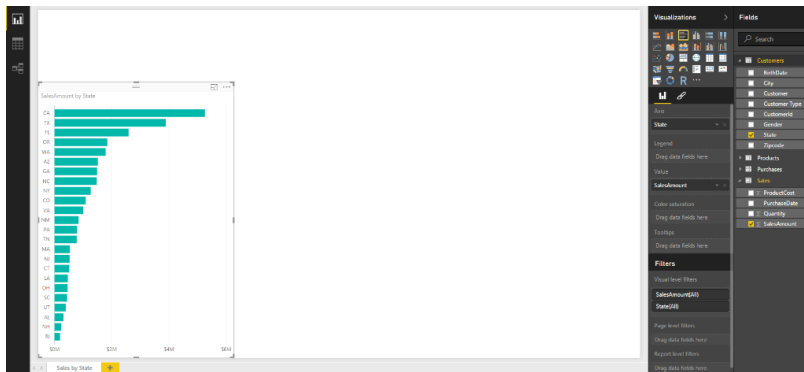 Visualizations
Fields
Search
Customers
BirthDate
City
Customer
Customer Type
CustomerId
Gender
State
Zipcode
Products
Purchases
Sales
ProductCost
PurchaseDate
Quantity
SalesAmount
R
Axis
State
Legend
Drag data fields here
Value
SalesAmount
Color saturation
Drag data fields here
Tooltips
Drag data fields here
Filters
Visual level filters
SalesAmount(All)
State(All)
Page level filters
Drag data fields here
Report level filters
Drag data fields here
SalesAmount by State
CA
TX
FL
OR
WA
AZ
GA
NC
NY
CO
VA
NM
PA
TN
MA
CT
LA
OH
SC
UT
NH
RI
$0M
$2M
$4M
$6M
Sales by State